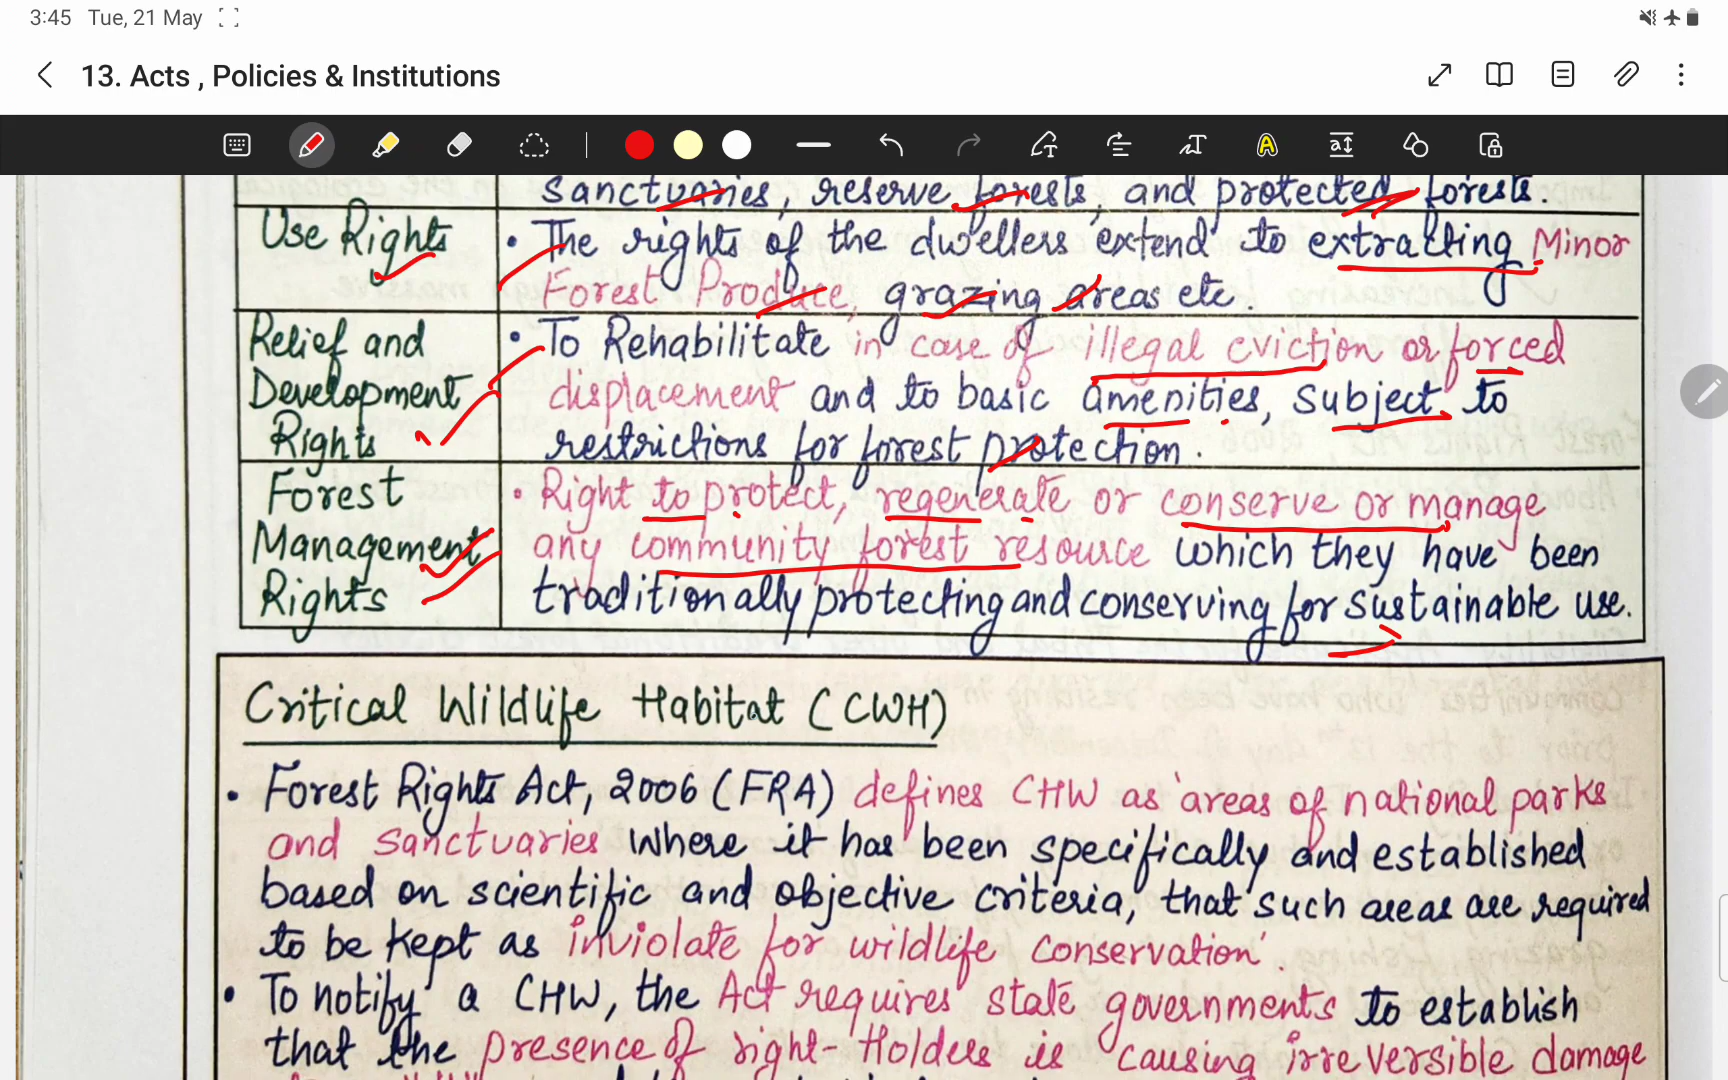 3:45 Tue, 21 May
13. Acts , Policies & Institutions
Sanctuaries, reserve forests, and protected forests.
Use Rights
• The rights of the dwellers extend to extracting Minor
Forest Produce, grazing areas etc.
Relief and
Development
Rights
• To Rehabilitate in case of illegal eviction or forced
displacement and to basic amenities, subject to
restrictions for forest protection.
Forest
Management
Rights
• Right to protect, regenerate or conserve or manage
any community forest resource which they have been
traditionally protecting and conserving for sustainable use.
Critical Wildlife Habitat (CWH)
• Forest Rights Act, 2006 (FRA) defines CHW as 'areas of national parks
and sanctuaries where it has been specifically and established
based on scientific and objective criteria, that such areas are required
to be kept as inviolate for wildlife conservation'.
• To notify a CHW, the Act requires state governments to establish
that the presence of right-Holders is causing irreversible damage